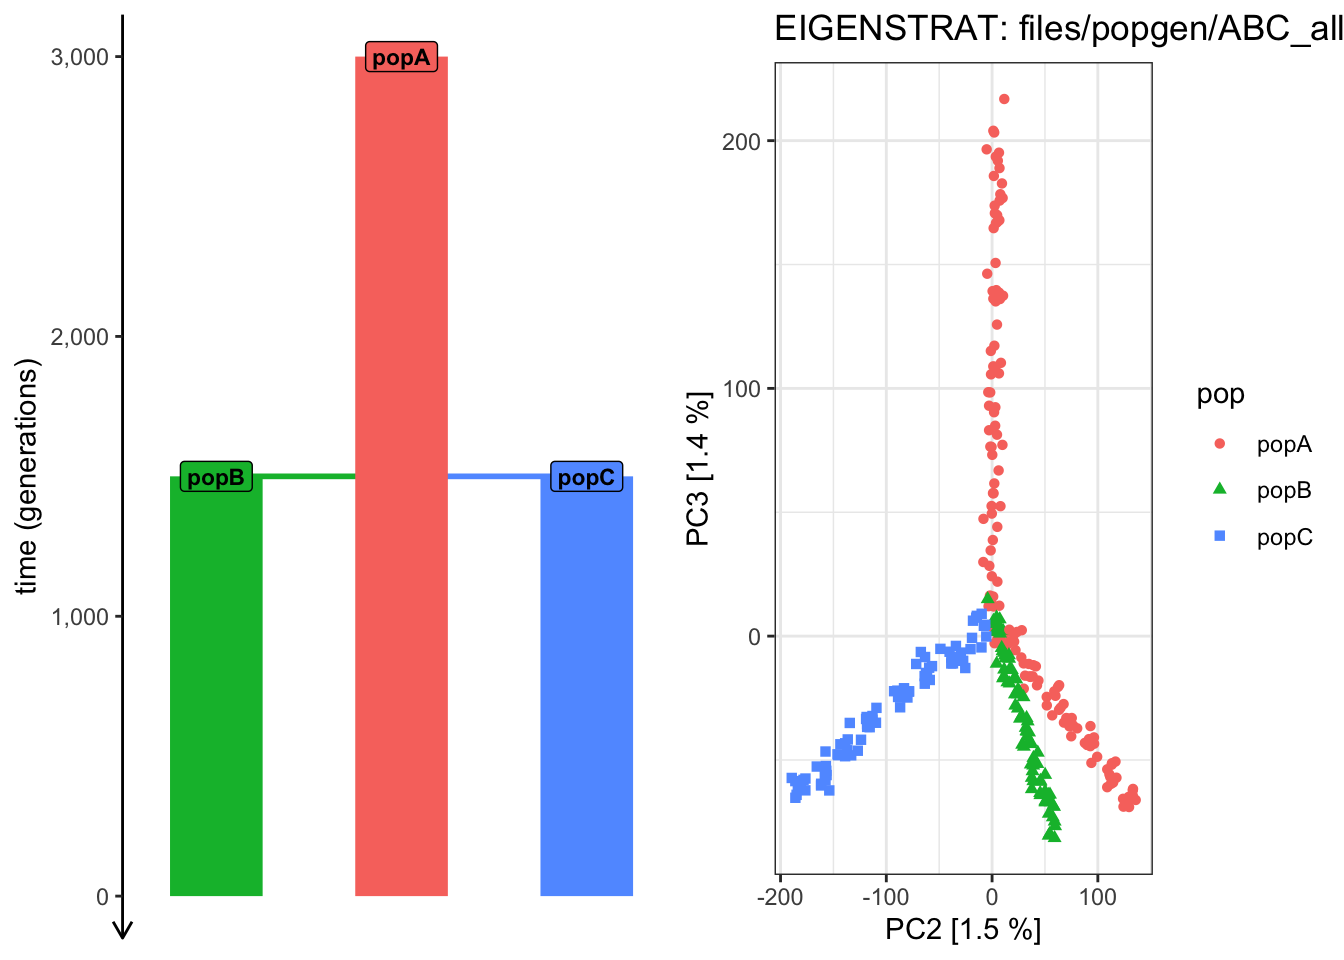 3,000
2,000
1,000
0
time (generations)
popA
popB
popC
EIGENSTRAT: files/popgen/ABC_all
200
100
0
PC3 [1.4 %]
-200
-100
0
100
PC2 [1.5 %]
pop
popA
popB
popC